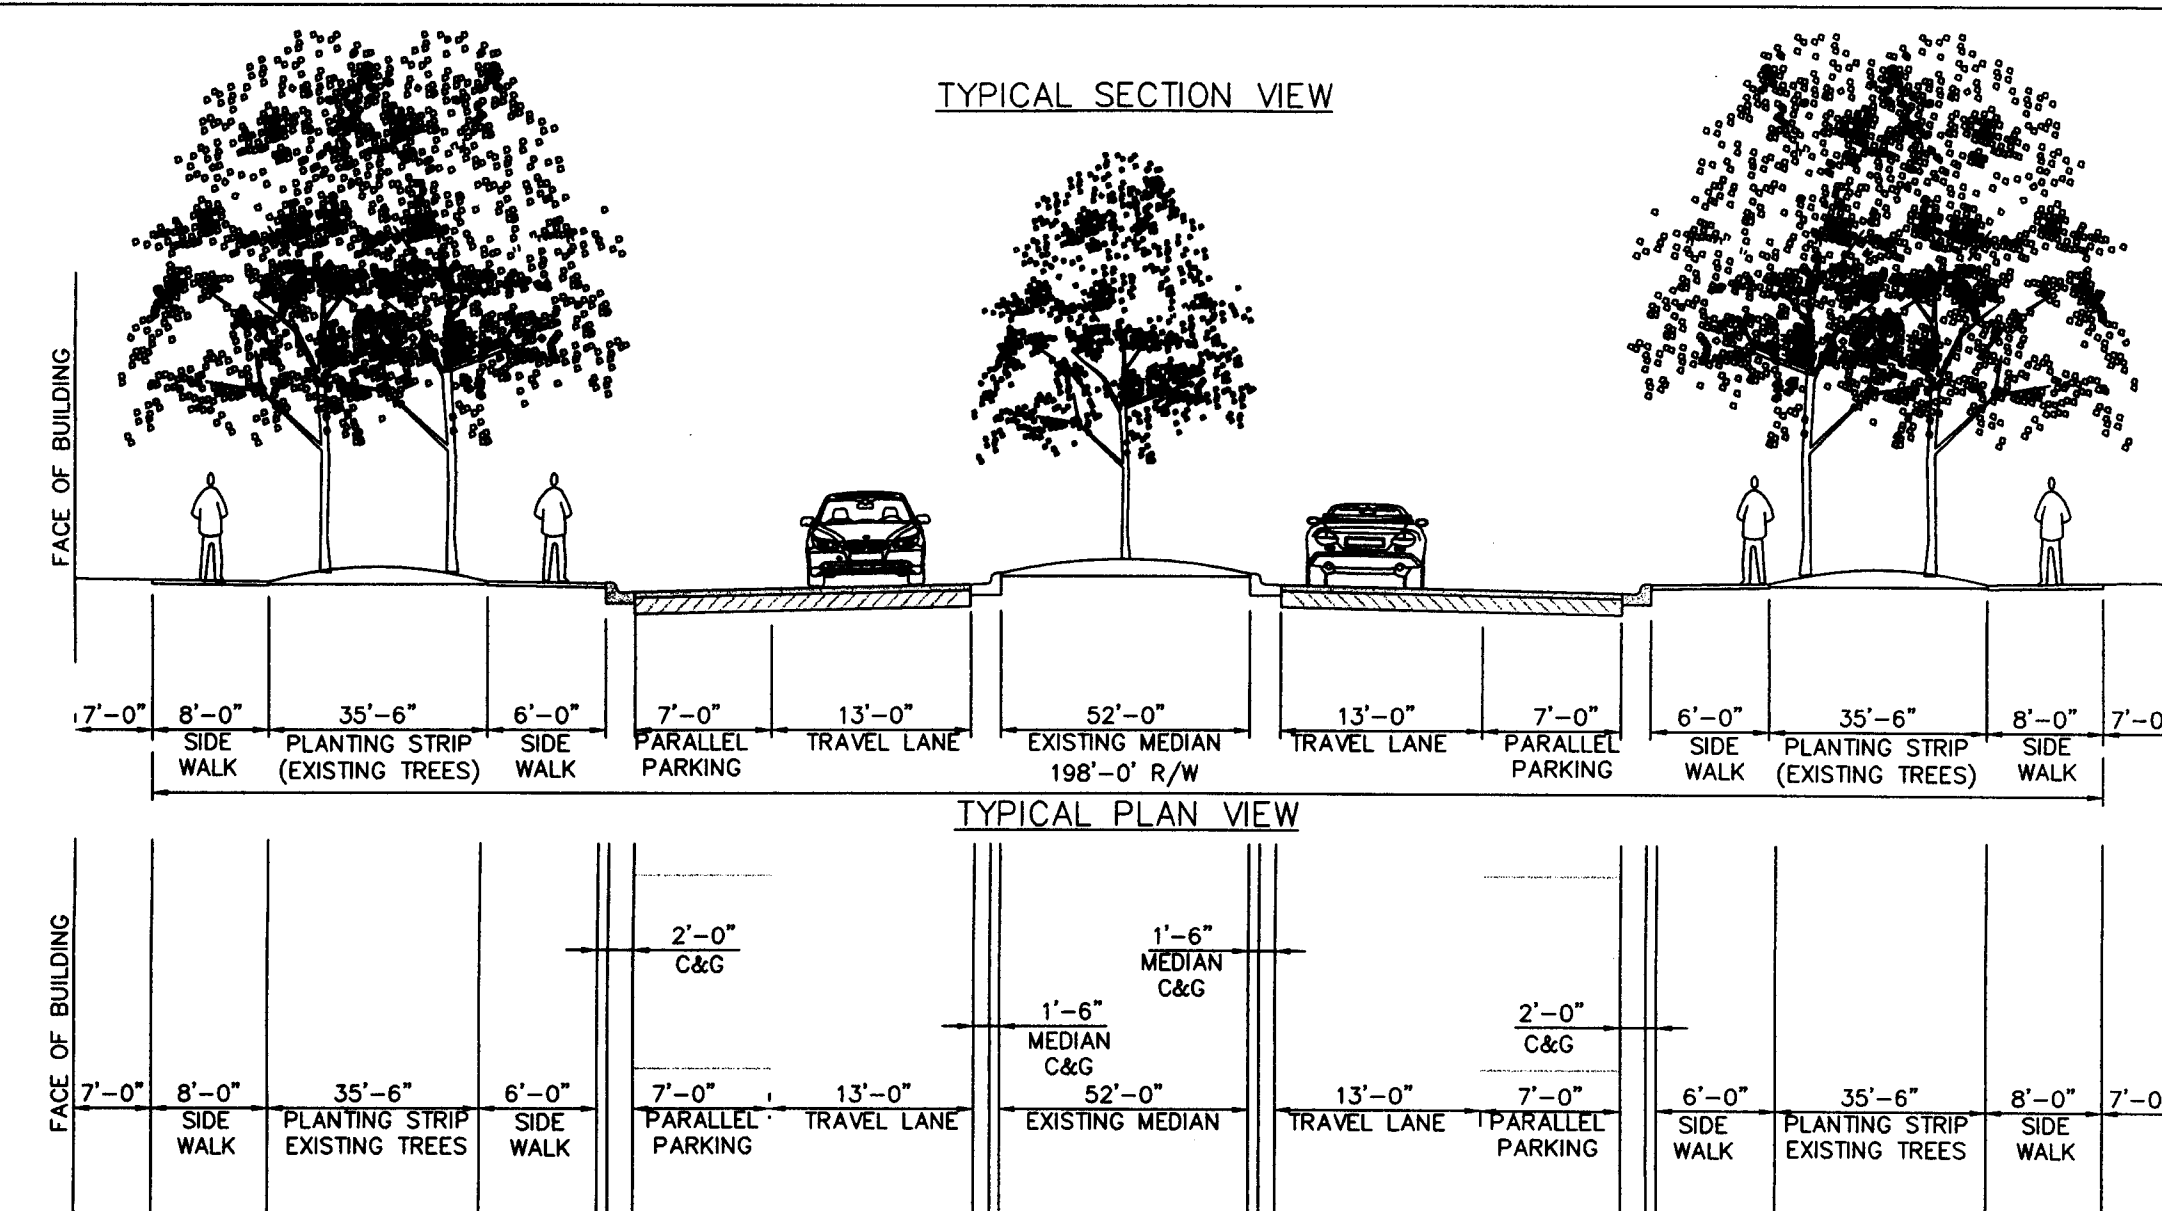 TYPICAL SECTION VIEW
FACE OF BUILDING
7'-0" 8'-0" 35'-6" 6'-0" 7'-0" 13'-0" 52'-0" 13'-0" 7'-0" 6'-0" 35'-6" 8'-0" 7'-0
SIDE PLANTING STRIP SIDE PARALLEL TRAVEL LANE EXISTING MEDIAN TRAVEL LANE PARALLEL SIDE PLANTING STRIP SIDE
WALK (EXISTING TREES) WALK PARKING 198'-0' R/W PARKING WALK (EXISTING TREES) WALK
TYPICAL PLAN VIEW
FACE OF BUILDING
2'-0" 1'-6"
C&G MEDIAN
C&G
1'-6" 2'-0"
MEDIAN C&G
C&G
7'-0" 8'-0" 35'-6" 6'-0" 7'-0" 13'-0" 52'-0" 13'-0" 7'-0" 6'-0" 35'-6" 8'-0" 7'-0
SIDE PLANTING STRIP SIDE PARALLEL TRAVEL LANE EXISTING MEDIAN TRAVEL LANE PARALLEL SIDE PLANTING STRIP SIDE
WALK EXISTING TREES WALK PARKING PARKING WALK EXISTING TREES WALK